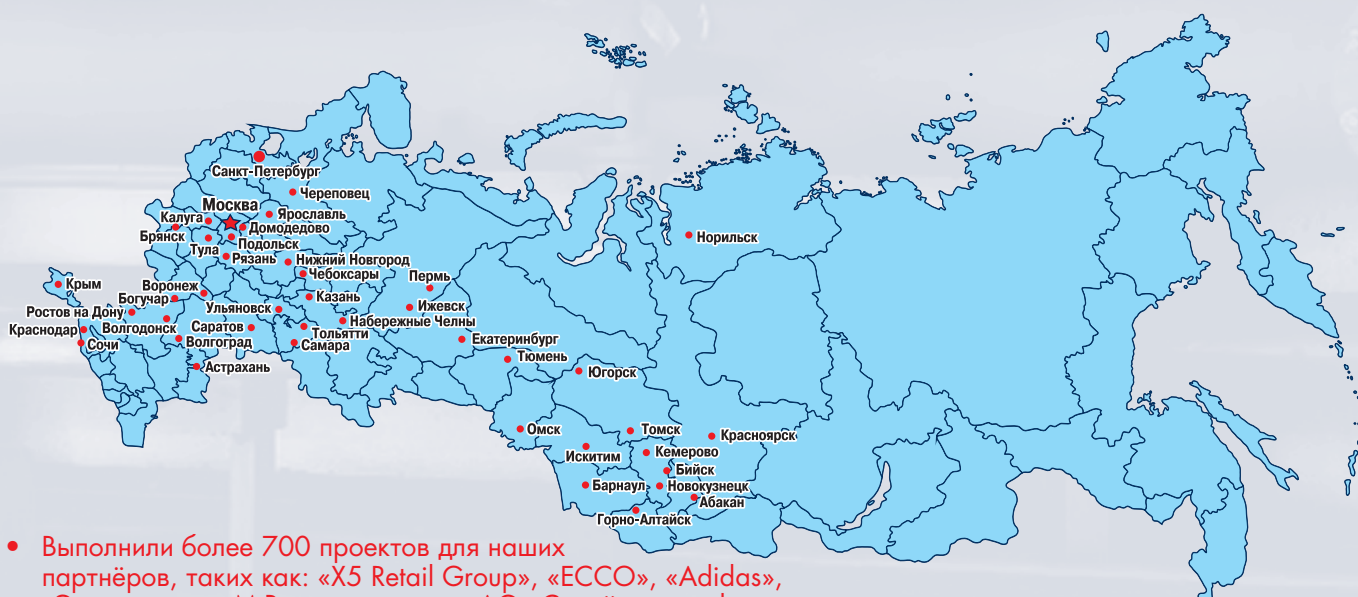 Санкт-Петербург
Череповец
Москва
Ярославль
Калуга
Домодедово
Брянск
Подольск
Тула
Рязань
Нижний Новгород
Чебоксары
Норильск
Крым
Воронеж
Пермь
Богучар
Казань
Ростов на Дону
Ульяновск
Ижевск
Набережные Челны
Краснодар
Волгодонск
Саратов
Тольятти
Сочи
Волгоград
Самара
Екатеринбург
Астрахань
Тюмень
Югорск
Омск
Томск
Красноярск
Искитим
Кемерово
Бийск
Барнаул
Новокузнецк
Абакан
Горно-Алтайск
• Выполнили более 700 проектов для наших
партнёров, таких как: «X5 Retail Group», «ECCO», «Adidas»,